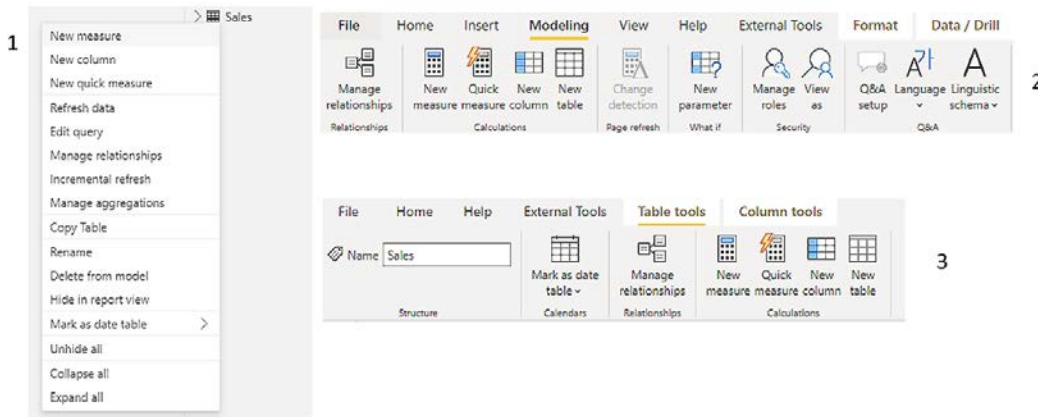 1
Sales
New measure
New column
New quick measure
Refresh data
Edit query
Manage relationships
Incremental refresh
Manage aggregations
Copy Table
Rename
Delete from model
Hide in report view
Mark as date table
Unhide all
Collapse all
Expand all
File Home Insert Modeling View Help External Tools Format Data / Drill
Manage New Quick New New Change New Manage View Q&A Language Linguistic
relationships measure measure column table detection parameter roles as setup schema
Relationships Calculations Page refresh What if Security Q&A
2
File Home Help External Tools Table tools Column tools
Name Sales
Mark as date Manage New Quick New New
table relationships measure measure column table
Structure Calendars Relationships Calculations
3